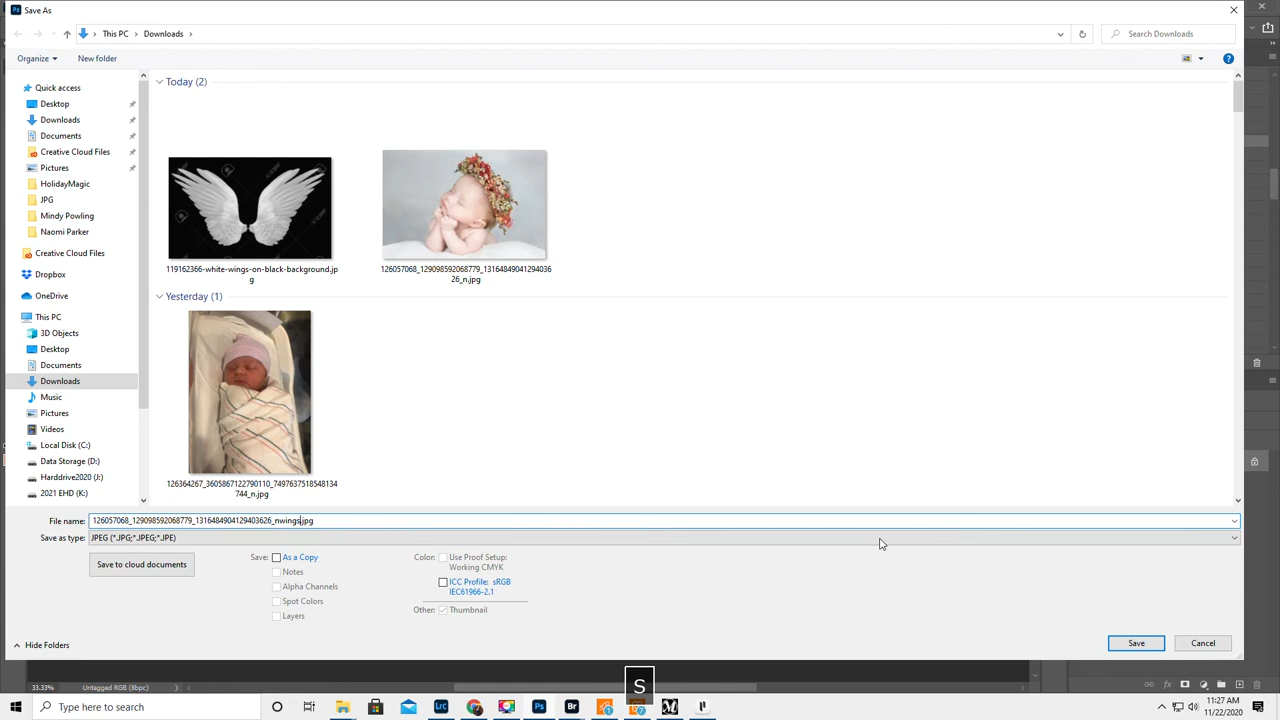 Save As
This PC
Downloads
Search Downloads
Organize
New folder
Quick access
Desktop
Downloads
Documents
Creative Cloud Files
Pictures
HolidayMagic
JPG
Mindy Powling
Naomi Parker
Creative Cloud Files
Dropbox
OneDrive
This PC
3D Objects
Desktop
Documents
Downloads
Music
Pictures
Videos
Local Disk (C:)
Data Storage (D:)
Harddrive2020 (J:)
2021 EHD (K:)
Today (2)
119162366-white-wings-on-black-background.jp
g
126057068_129098592068779_13164849041294036
26_n.jpg
Yesterday (1)
126364267_3605867122790110_7497637518548134
744_n.jpg
File name: 126057068_129098592068779_1316484904129403626_nwings.jpg
Save as type: JPEG (*.JPG;*.JPEG;*.JPE)
Save to cloud documents
Save: As a Copy
Notes
Alpha Channels
Spot Colors
Layers
Color: Use Proof Setup:
Working CMYK
ICC Profile: sRGB
IEC61966-2.1
Other: Thumbnail
Hide Folders
Save
Cancel
33.33%
Untagged RGB (8bpc)
S
Type here to search
11:27 AM
11/22/2020